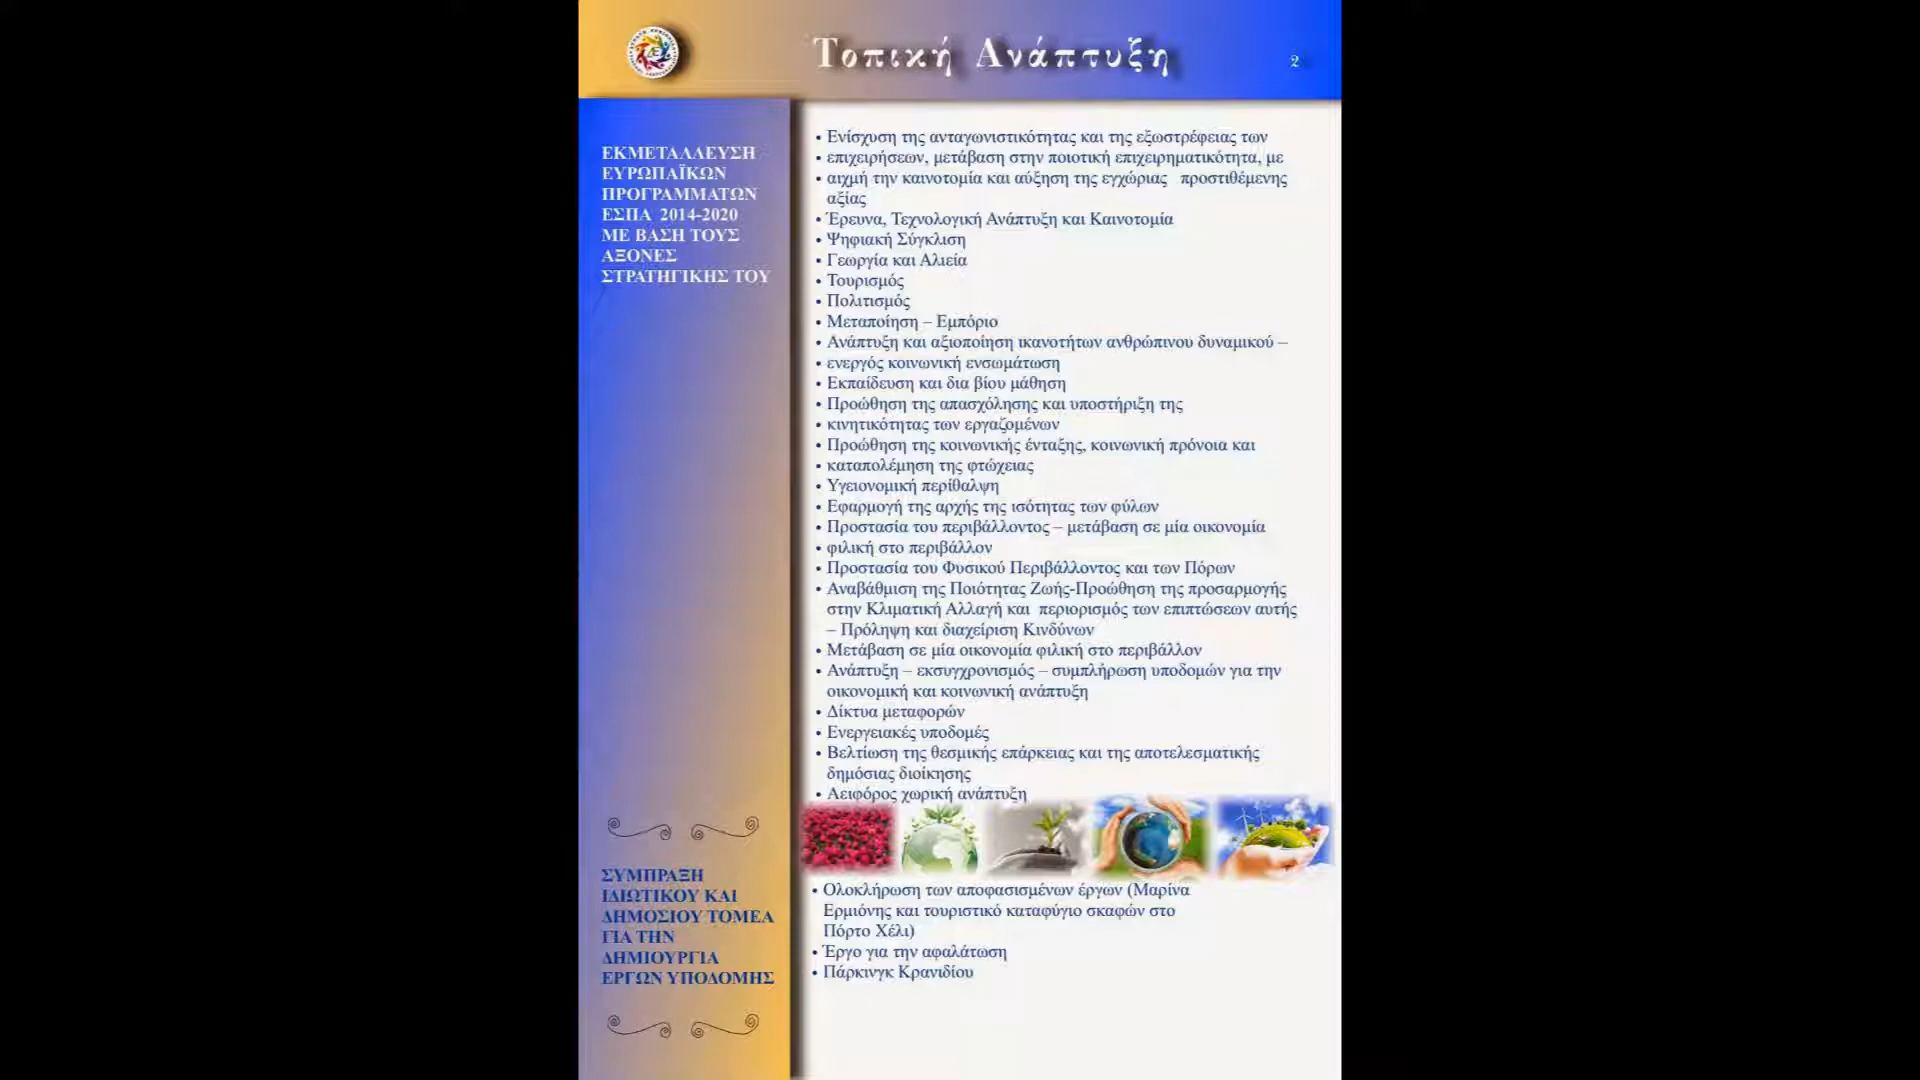 Τοπική Ανάπτυξη
2
ΕΚΜΕΤΑΛΛΕΥΣΗ
ΕΥΡΩΠΑΪΚΩΝ
ΠΡΟΓΡΑΜΜΑΤΩΝ
ΕΣΠΑ 2014-2020
ΜΕ ΒΑΣΗ ΤΟΥΣ
ΑΞΟΝΕΣ
ΣΤΡΑΤΗΓΙΚΗΣ ΤΟΥ
• Ενίσχυση της ανταγωνιστικότητας και της εξωστρέφειας των
• επιχειρήσεων, μετάβαση στην ποιοτική επιχειρηματικότητα, με
• αιχμή την καινοτομία και αύξηση της εγχώριας προστιθέμενης
αξίας
• Έρευνα, Τεχνολογική Ανάπτυξη και Καινοτομία
• Ψηφιακή Σύγκλιση
• Γεωργία και Αλιεία
• Τουρισμός
• Πολιτισμός
• Μεταποίηση – Εμπόριο
• Ανάπτυξη και αξιοποίηση ικανοτήτων ανθρώπινου δυναμικού –
• ενεργός κοινωνική ενσωμάτωση
• Εκπαίδευση και δια βίου μάθηση
• Προώθηση της απασχόλησης και υποστήριξη της
• κινητικότητας των εργαζομένων
• Προώθηση της κοινωνικής ένταξης, κοινωνική πρόνοια και
• καταπολέμηση της φτώχειας
• Υγειονομική περίθαλψη
• Εφαρμογή της αρχής της ισότητας των φύλων
• Προστασία του περιβάλλοντος – μετάβαση σε μία οικονομία
• φιλική στο περιβάλλον
• Προστασία του Φυσικού Περιβάλλοντος και των Πόρων
• Αναβάθμιση της Ποιότητας Ζωής-Προώθηση της προσαρμογής
στην Κλιματική Αλλαγή και περιορισμός των επιπτώσεων αυτής
– Πρόληψη και διαχείριση Κινδύνων
• Μετάβαση σε μία οικονομία φιλική στο περιβάλλον
• Ανάπτυξη – εκσυγχρονισμός – συμπλήρωση υποδομών για την
οικονομική και κοινωνική ανάπτυξη
• Δίκτυα μεταφορών
• Ενεργειακές υποδομές
• Βελτίωση της θεσμικής επάρκειας και της αποτελεσματικής
δημόσιας διοίκησης
• Αειφόρος χωρική ανάπτυξη
ΣΥΜΠΡΑΞΗ
ΙΔΙΩΤΙΚΟΥ ΚΑΙ
ΔΗΜΟΣΙΟΥ ΤΟΜΕΑ
ΓΙΑ ΤΗΝ
ΔΗΜΙΟΥΡΓΙΑ
ΕΡΓΩΝ ΥΠΟΔΟΜΗΣ
• Ολοκλήρωση των αποφασισμένων έργων (Μαρίνα
Ερμιόνης και τουριστικό καταφύγιο σκαφών στο
Πόρτο Χέλι)
• Έργο για την αφαλάτωση
• Πάρκινγκ Κρανιδίου